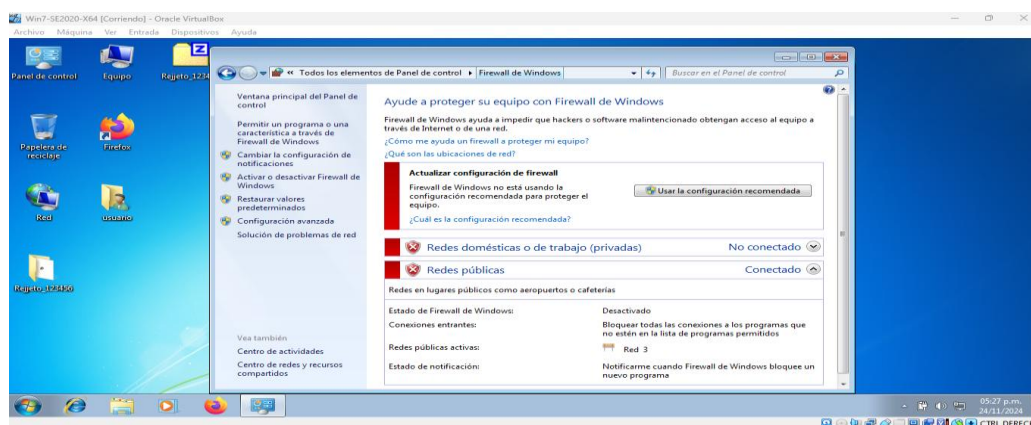 Win7-SE2020-X64 [Corriendo] - Oracle VirtualBox
Archivo Máquina Ver Entrada Dispositivos Ayuda
Panel de control
Equipo
Rejjeto_1234
Papelera de
reciclaje
Firefox
Red
usuario
Rejjeto_123456
« Todos los elementos de Panel de control ▸ Firewall de Windows
Buscar en el Panel de control
Ventana principal del Panel de
control
Permitir un programa o una
característica a través de
Firewall de Windows
Cambiar la configuración de
notificaciones
Activar o desactivar Firewall de
Windows
Restaurar valores
predeterminados
Configuración avanzada
Solución de problemas de red
Vea también
Centro de actividades
Centro de redes y recursos
compartidos
Ayude a proteger su equipo con Firewall de Windows
Firewall de Windows ayuda a impedir que hackers o software malintencionado obtengan acceso al equipo a
través de Internet o de una red.
¿Cómo me ayuda un firewall a proteger mi equipo?
¿Qué son las ubicaciones de red?
Actualizar configuración de firewall
Firewall de Windows no está usando la
configuración recomendada para proteger el
equipo.
Usar la configuración recomendada
¿Cuál es la configuración recomendada?
Redes domésticas o de trabajo (privadas) No conectado
Redes públicas Conectado
Redes en lugares públicos como aeropuertos o cafeterías
Estado de Firewall de Windows: Desactivado
Conexiones entrantes: Bloquear todas las conexiones a los programas que
no estén en la lista de programas permitidos
Redes públicas activas: Red 3
Estado de notificación: Notificarme cuando Firewall de Windows bloquee un
nuevo programa
05:27 p.m.
24/11/2024
CTRL DERECH